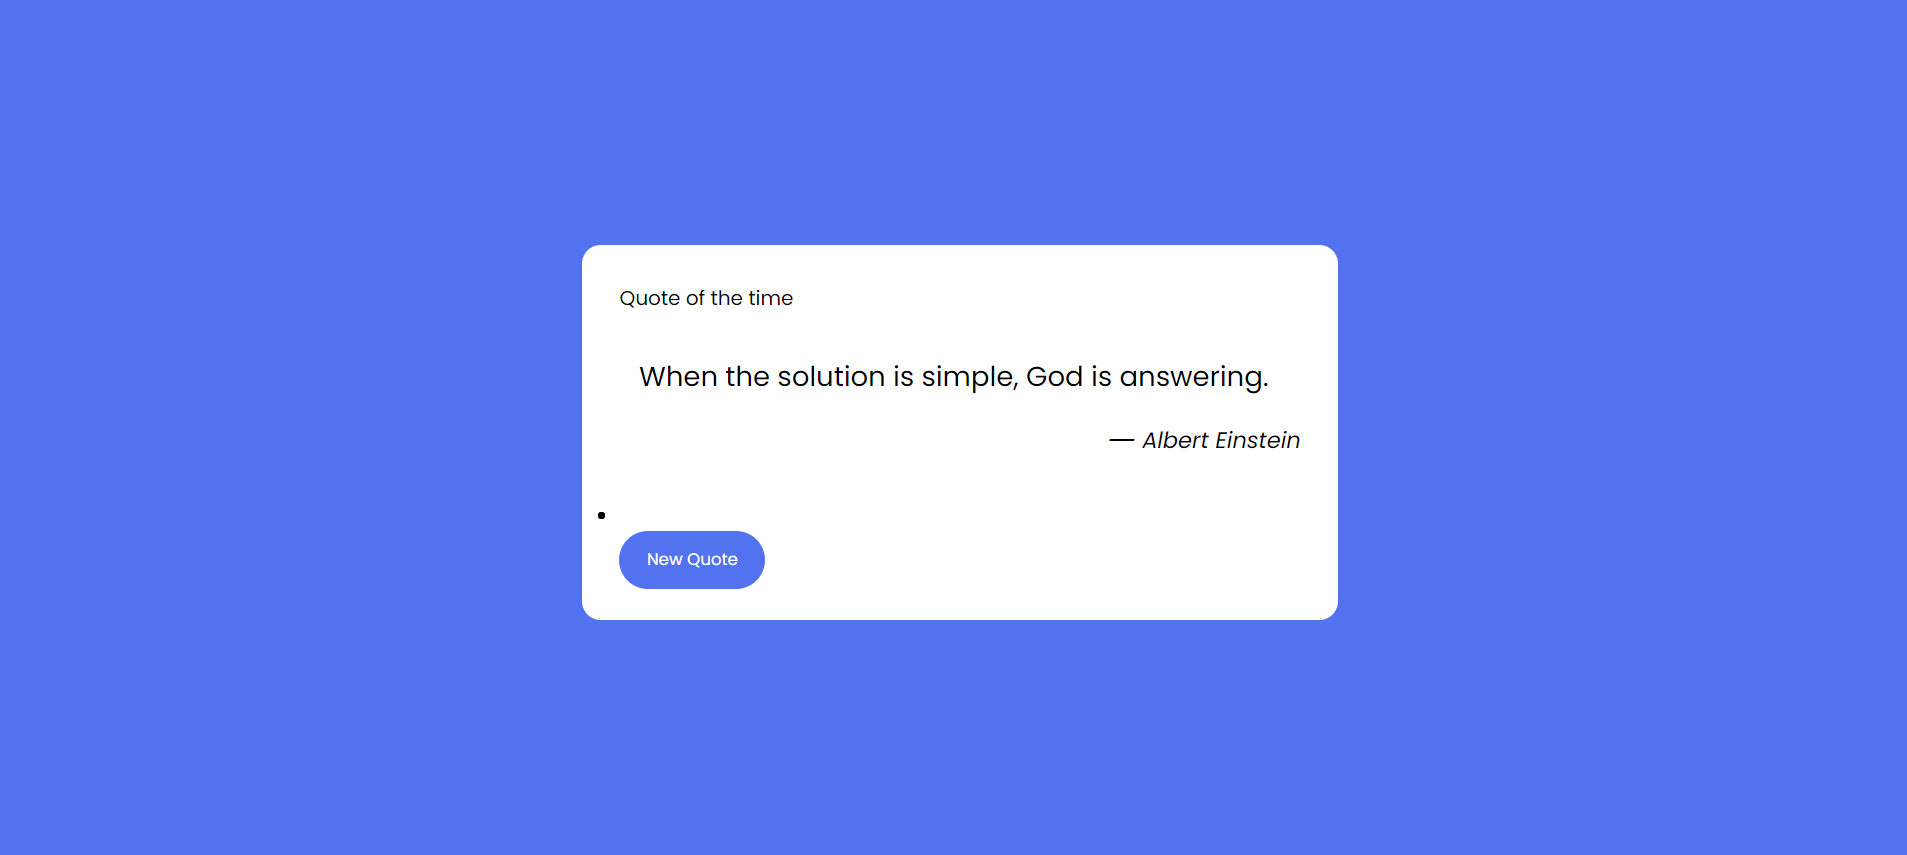 Quote of the time
When the solution is simple, God is answering.
— Albert Einstein
•
New Quote